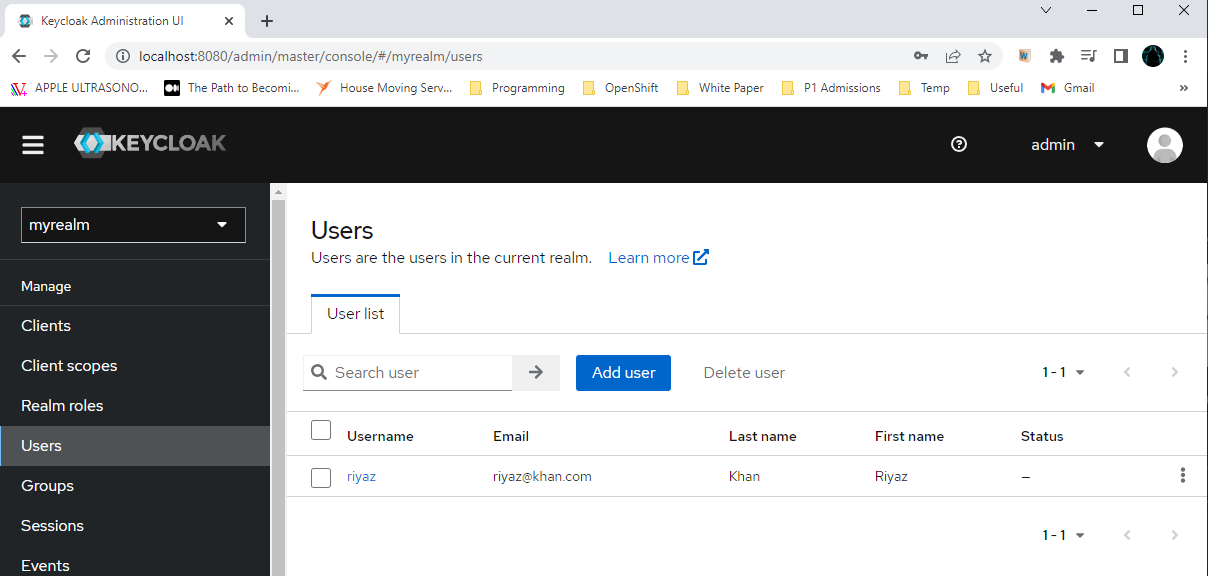 Keycloak Administration UI
localhost:8080/admin/master/console/#/myrealm/users
APPLE ULTRASONO... The Path to Becomi... House Moving Serv... Programming OpenShift White Paper P1 Admissions Temp Useful Gmail »
KEYCLOAK admin
myrealm
Manage
Clients
Client scopes
Realm roles
Users
Groups
Sessions
Events
Users
Users are the users in the current realm. Learn more
User list
Search user Add user Delete user 1 - 1
Username Email Last name First name Status
riyaz riyaz@khan.com Khan Riyaz –
1 - 1